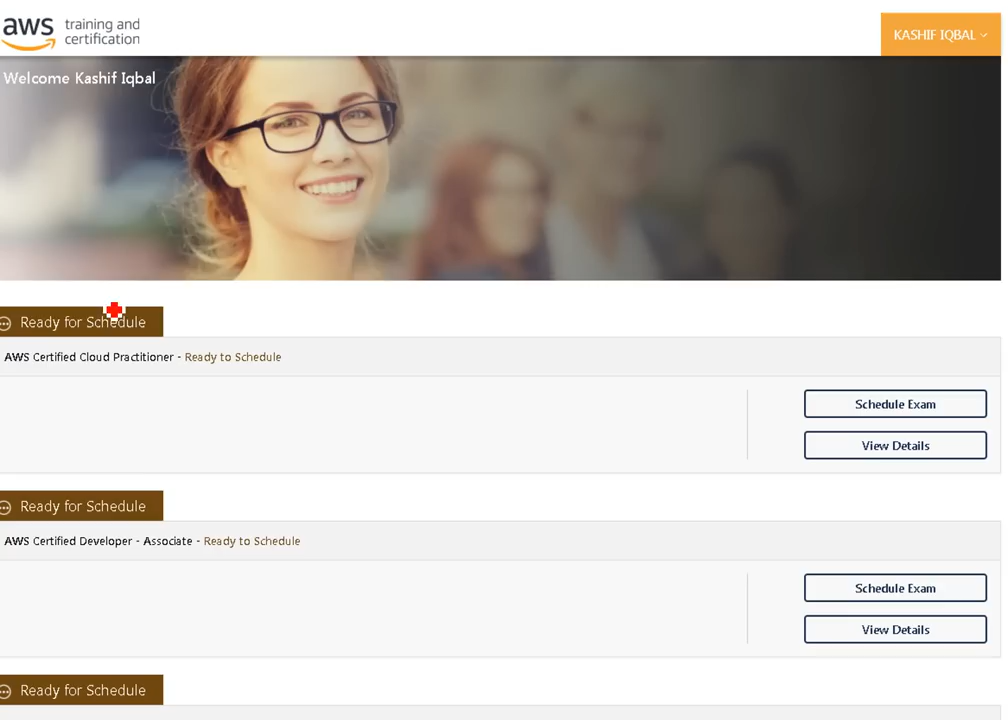 aws training and
certification
KASHIF IQBAL
Welcome Kashif Iqbal
Ready for Schedule
AWS Certified Cloud Practitioner - Ready to Schedule
Schedule Exam
View Details
Ready for Schedule
AWS Certified Developer - Associate - Ready to Schedule
Schedule Exam
View Details
Ready for Schedule